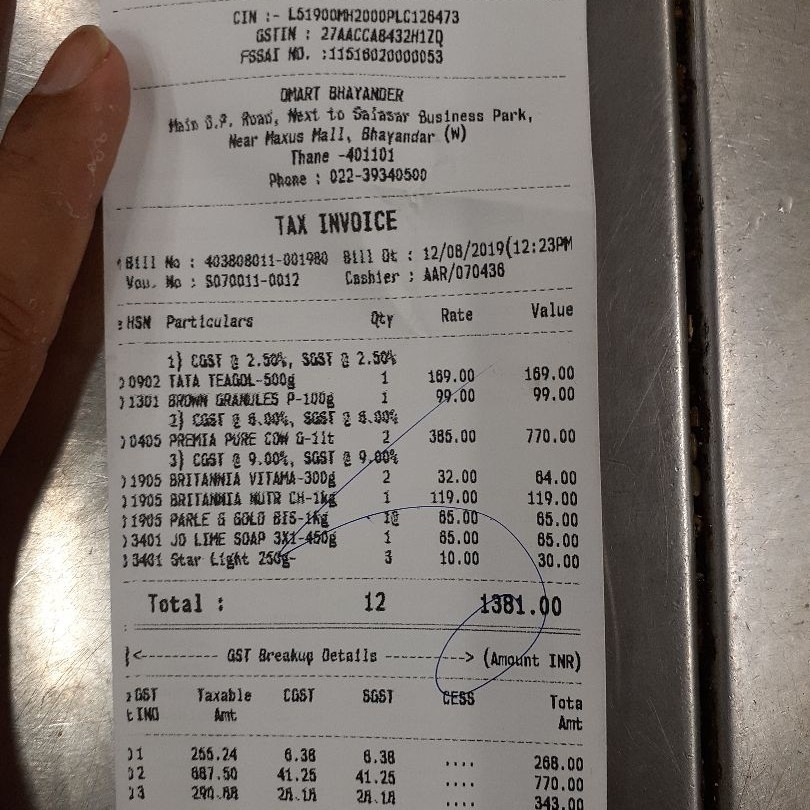 CIN :- L51900MH2000PLC126473
GSTIN : 27AACCA8432H1ZQ
FSSAI NO. :11516020000053
DMART BHAYANDER
Main S.P. Road, Next to Salasar Business Park,
Near Maxus Mall, Bhayandar (W)
Thane -401101
Phone : 022-39340500
TAX INVOICE
Bill No : 403808011-001980 Bill Dt : 12/08/2019(12:23PM
Vou. No : S070011-0012 Cashier : AAR/070436
HSN Particulars Qty Rate Value
1) CGST @ 2.50%, SGST @ 2.50%
0902 TATA TEAGOL-500g 1 169.00 169.00
1301 BROWN GRANULES P-100g 1 99.00 99.00
2) CGST @ 6.00%, SGST @ 6.00%
0405 PREMIA PURE COW G-1lt 2 385.00 770.00
3) CGST @ 9.00%, SGST @ 9.00%
1905 BRITANNIA VITAMA-300g 2 32.00 64.00
1905 BRITANNIA NUTR CH-1kg 1 119.00 119.00
1905 PARLE G GOLD BIS-1kg 1@ 65.00 65.00
3401 JO LIME SOAP 3X1-450g 1 65.00 65.00
3401 Star Light 250g- 3 10.00 30.00
Total : 12 1381.00
<---------- GST Breakup Details ----------> (Amount INR)
GST Taxable CGST SGST CESS Tota
IND Amt Amt
1 255.24 6.38 6.38 .... 268.00
2 687.50 41.25 41.25 .... 770.00
3 290.68 26.16 26.16 .... 343.00